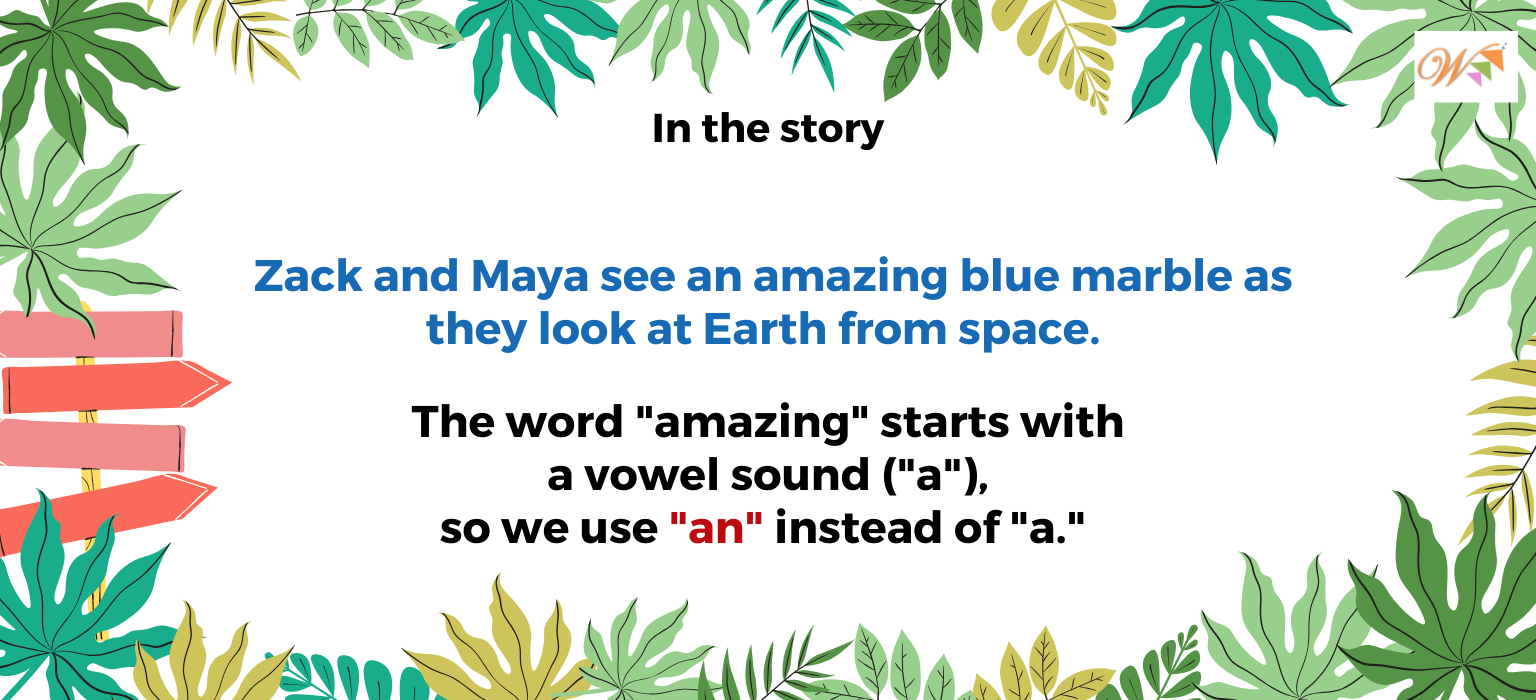 In the story
Zack and Maya see an amazing blue marble as
they look at Earth from space.
The word "amazing" starts with
a vowel sound ("a"),
so we use "an" instead of "a."
W